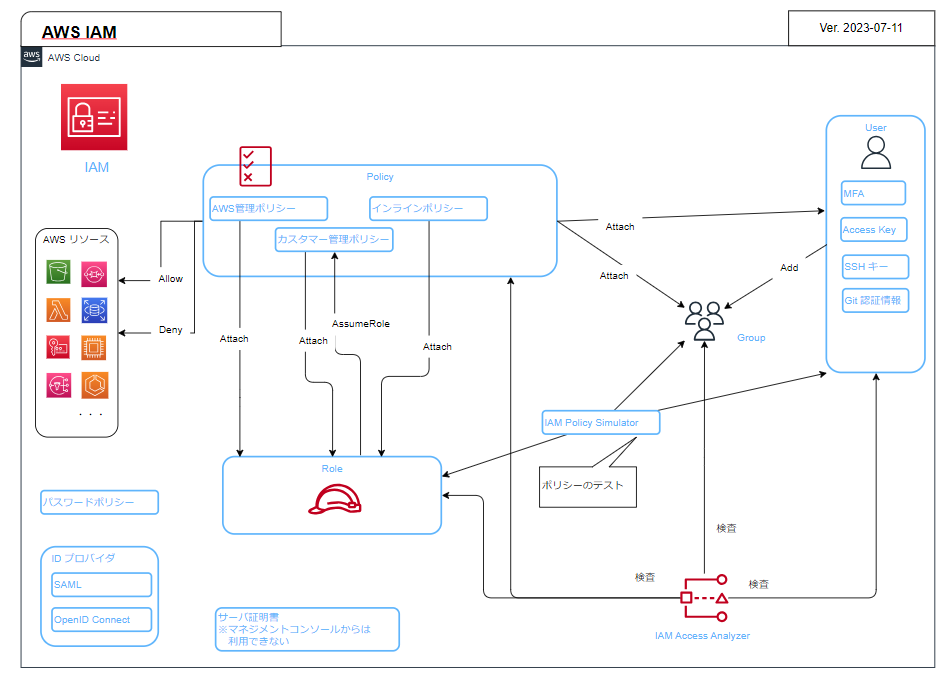 AWS IAM
Ver. 2023-07-11
aws
AWS Cloud
IAM
Policy
AWS管理ポリシー
インラインポリシー
カスタマー管理ポリシー
User
MFA
Access Key
SSH キー
Git 認証情報
AWS リソース
・・・
Allow
Deny
Attach
Attach
AssumeRole
Attach
Attach
Attach
Add
Group
IAM Policy Simulator
ポリシーのテスト
Role
パスワードポリシー
ID プロバイダ
SAML
OpenID Connect
サーバ証明書
※マネジメントコンソールからは
利用できない
検査
検査
検査
IAM Access Analyzer